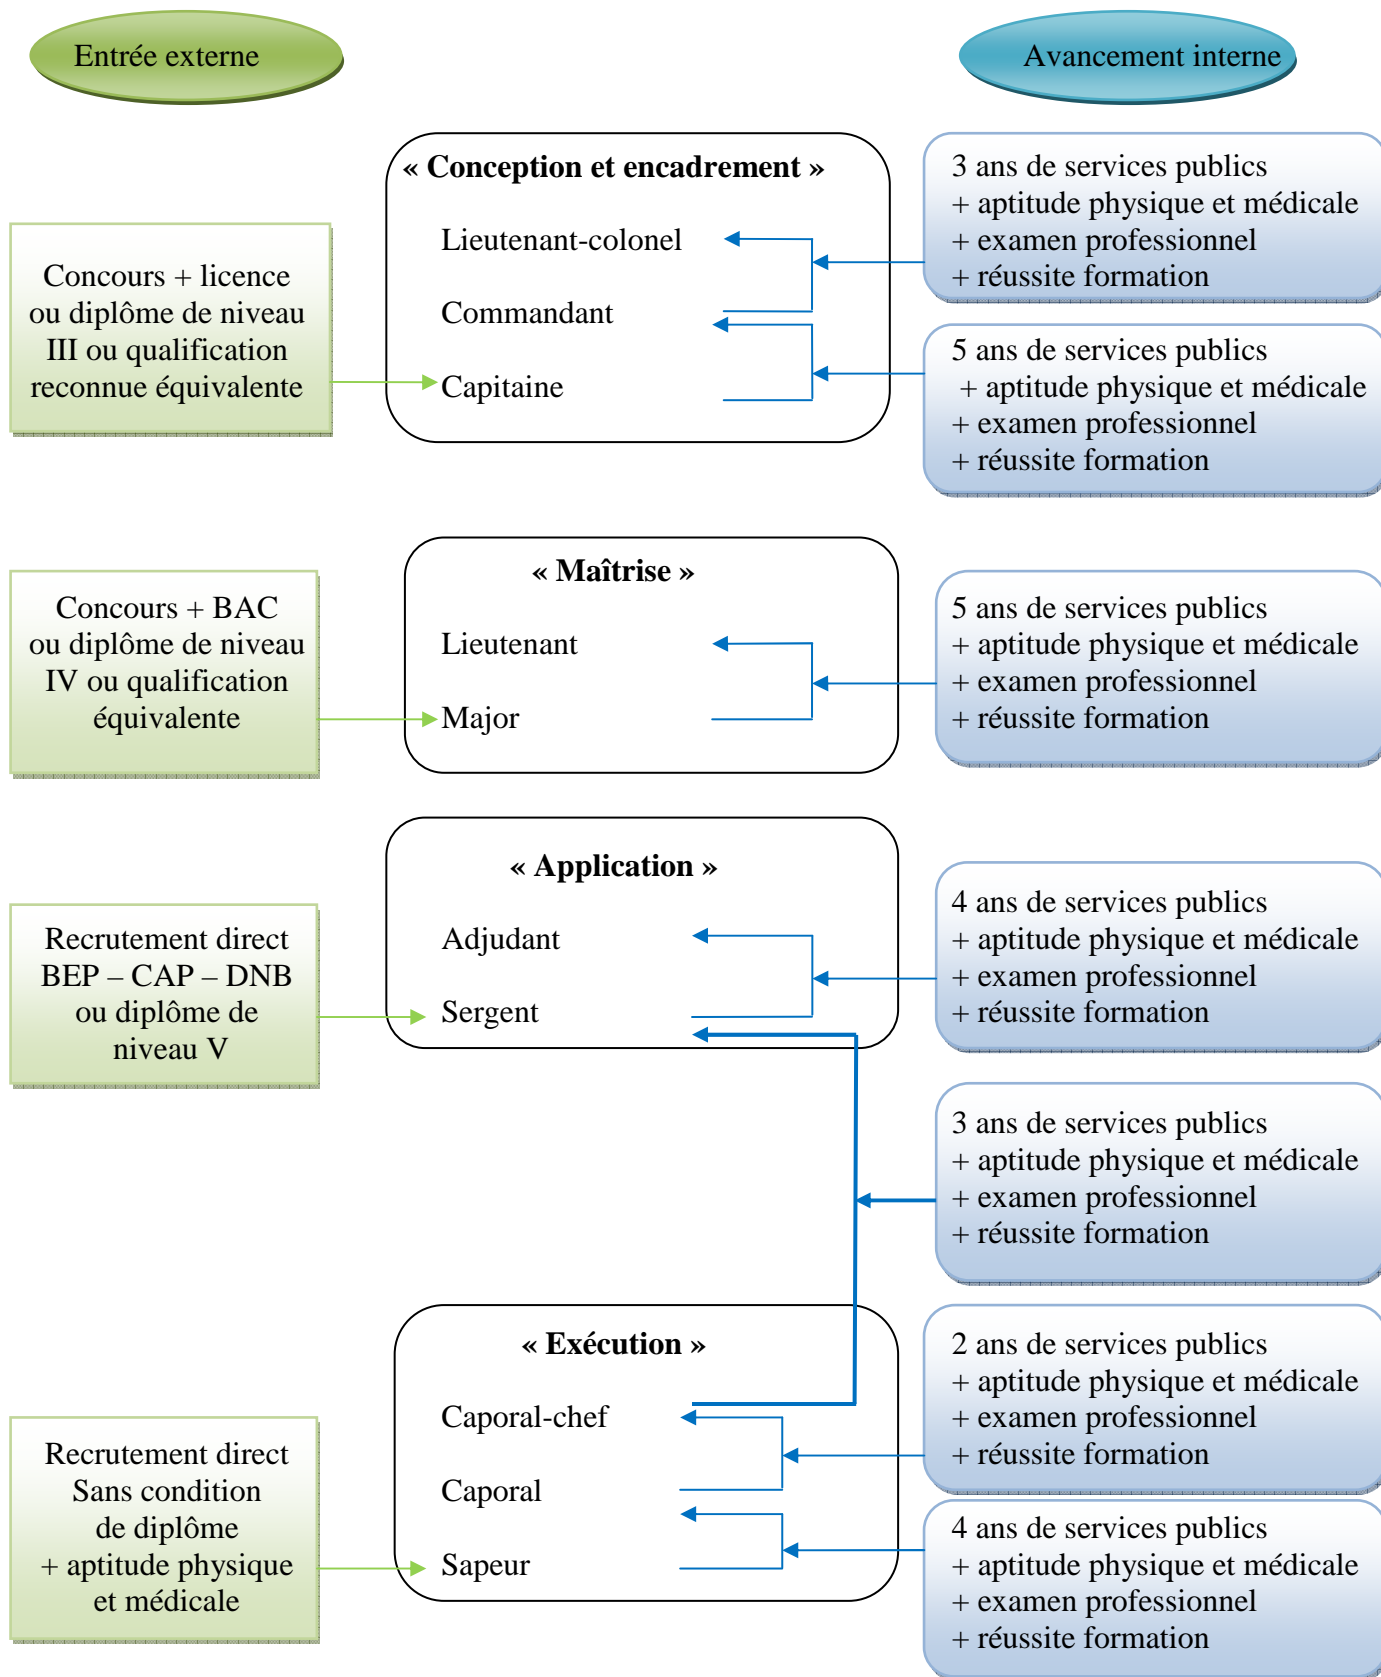 Entrée externe
Avancement interne
« Conception et encadrement »
Lieutenant-colonel
Commandant
Capitaine
Concours + licence
ou diplôme de niveau
III ou qualification
reconnue équivalente
3 ans de services publics
+ aptitude physique et médicale
+ examen professionnel
+ réussite formation
5 ans de services publics
+ aptitude physique et médicale
+ examen professionnel
+ réussite formation
« Maîtrise »
Lieutenant
Major
Concours + BAC
ou diplôme de niveau
IV ou qualification
équivalente
5 ans de services publics
+ aptitude physique et médicale
+ examen professionnel
+ réussite formation
« Application »
Adjudant
Sergent
Recrutement direct
BEP – CAP – DNB
ou diplôme de
niveau V
4 ans de services publics
+ aptitude physique et médicale
+ examen professionnel
+ réussite formation
3 ans de services publics
+ aptitude physique et médicale
+ examen professionnel
+ réussite formation
« Exécution »
Caporal-chef
Caporal
Sapeur
Recrutement direct
Sans condition
de diplôme
+ aptitude physique
et médicale
2 ans de services publics
+ aptitude physique et médicale
+ examen professionnel
+ réussite formation
4 ans de services publics
+ aptitude physique et médicale
+ examen professionnel
+ réussite formation